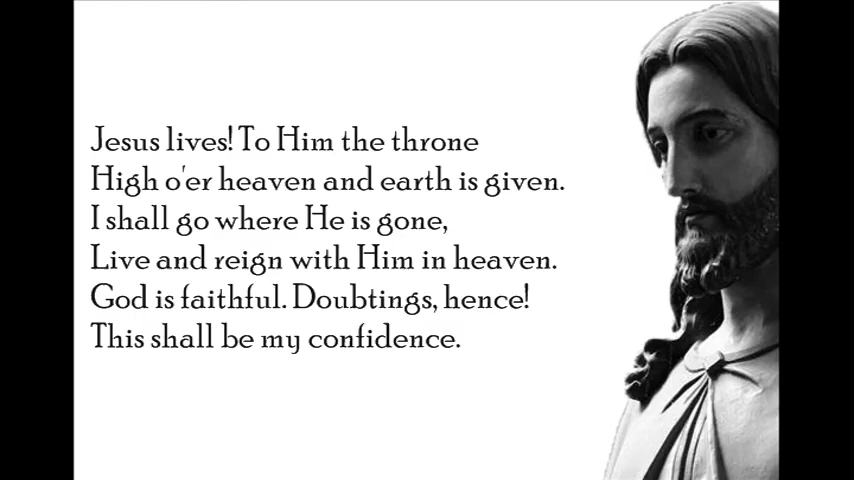 Jesus lives! To Him the throne
High o'er heaven and earth is given.
I shall go where He is gone,
Live and reign with Him in heaven.
God is faithful. Doubtings, hence!
This shall be my confidence.